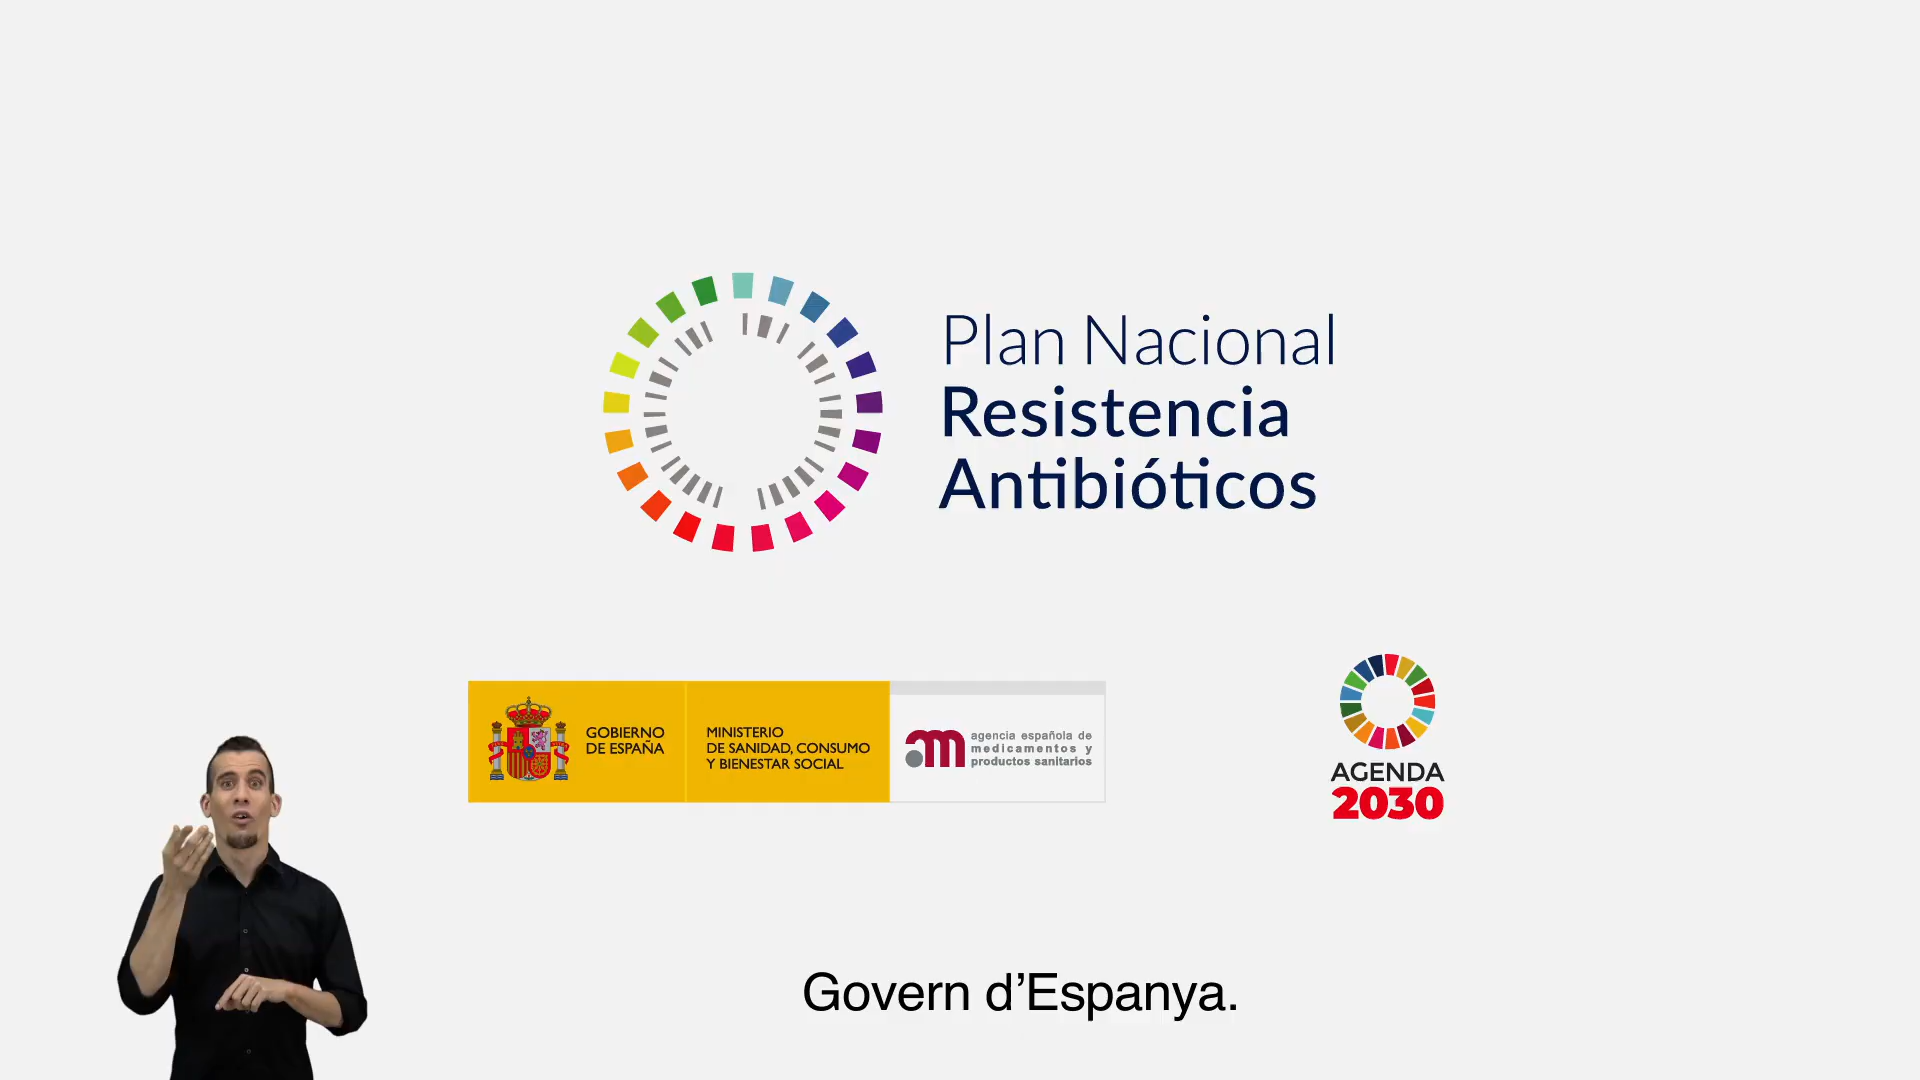 Plan Nacional
Resistencia
Antibióticos
GOBIERNO
DE ESPAÑA
MINISTERIO
DE SANIDAD, CONSUMO
Y BIENESTAR SOCIAL
am
agencia española de
medicamentos y
productos sanitarios
AGENDA
2030
Govern d’Espanya.